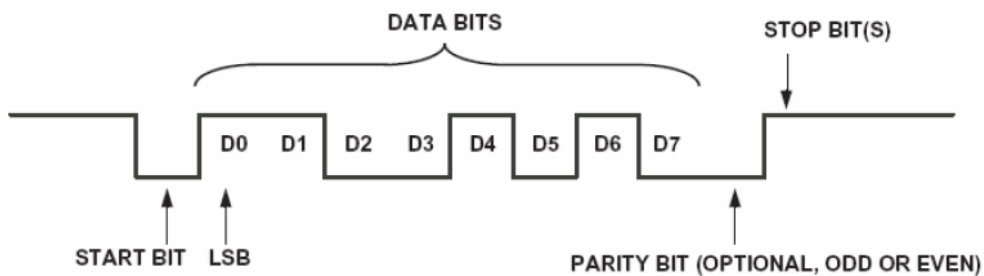 DATA BITS
STOP BIT(S)
D0 D1 D2 D3 D4 D5 D6 D7
START BIT LSB
PARITY BIT (OPTIONAL, ODD OR EVEN)